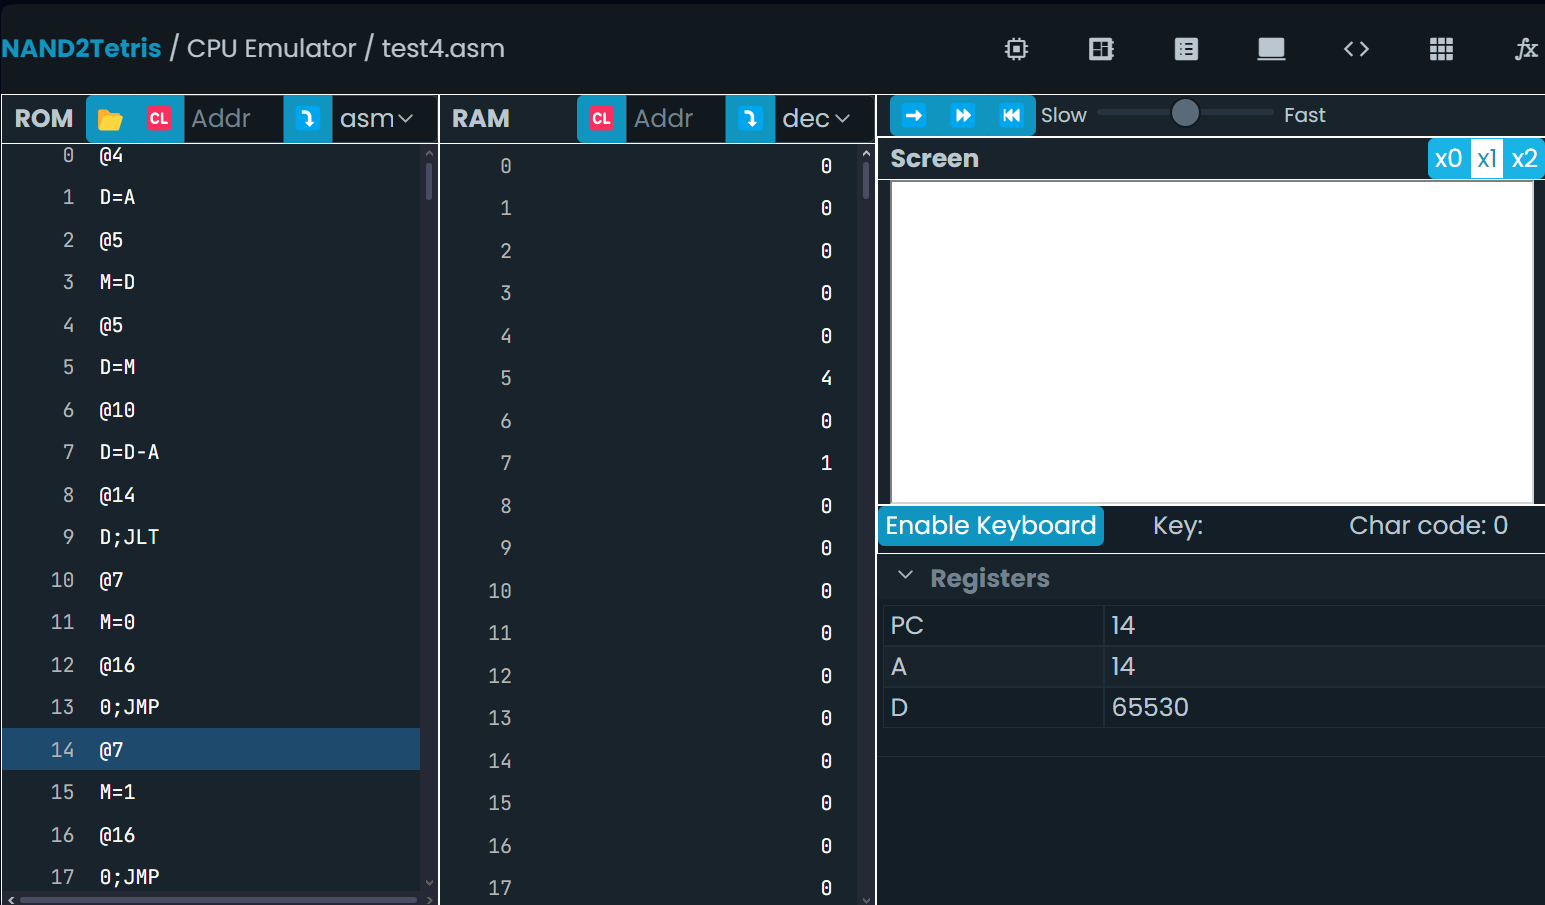 NAND2Tetris / CPU Emulator / test4.asm
ROM CL Addr asm
0 @4
1 D=A
2 @5
3 M=D
4 @5
5 D=M
6 @10
7 D=D-A
8 @14
9 D;JLT
10 @7
11 M=0
12 @16
13 0;JMP
14 @7
15 M=1
16 @16
17 0;JMP
RAM CL Addr dec
0 0
1 0
2 0
3 0
4 0
5 4
6 0
7 1
8 0
9 0
10 0
11 0
12 0
13 0
14 0
15 0
16 0
17 0
Slow Fast
Screen x0 x1 x2
Enable Keyboard Key: Char code: 0
Registers
PC 14
A 14
D 65530